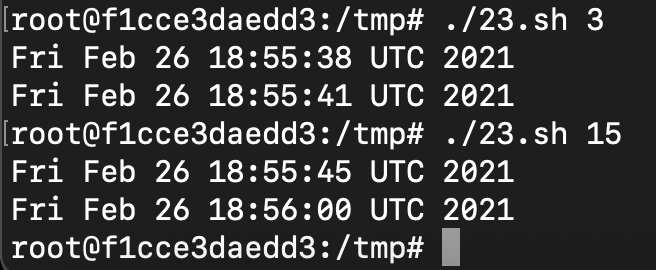 [root@f1cce3daedd3:/tmp# ./23.sh 3
Fri Feb 26 18:55:38 UTC 2021
Fri Feb 26 18:55:41 UTC 2021
[root@f1cce3daedd3:/tmp# ./23.sh 15
Fri Feb 26 18:55:45 UTC 2021
Fri Feb 26 18:56:00 UTC 2021
root@f1cce3daedd3:/tmp#